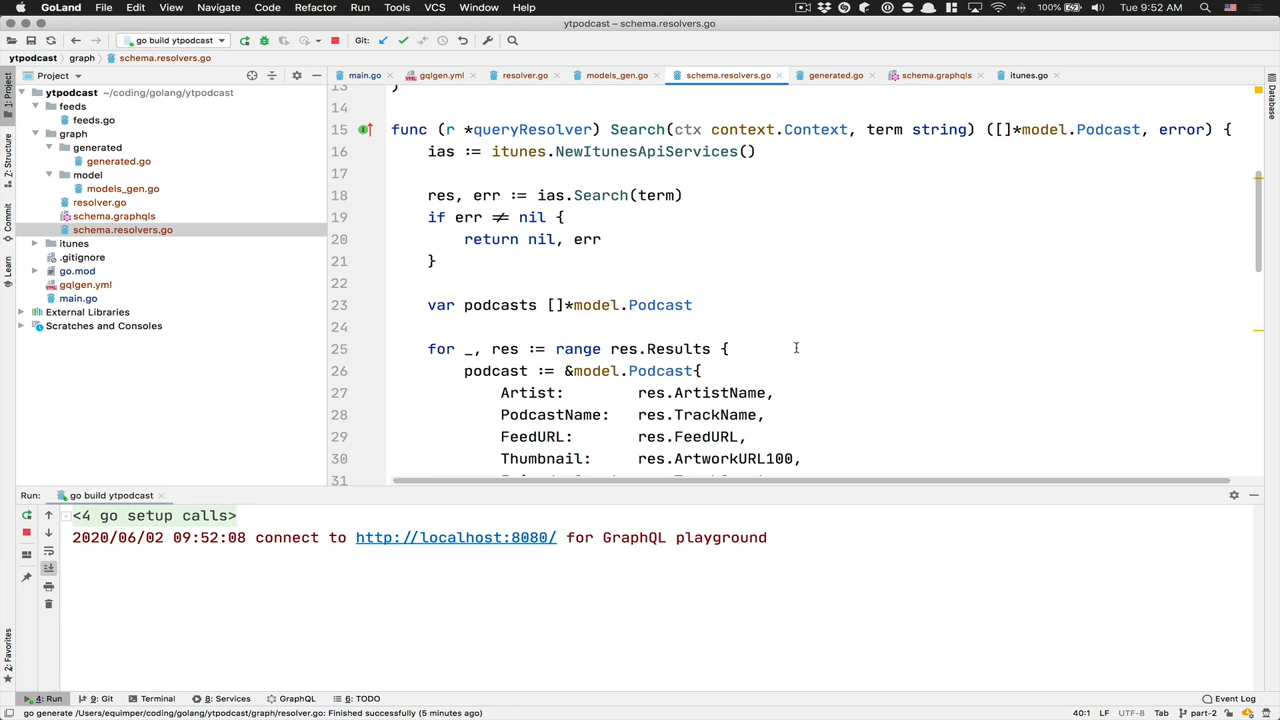 GoLand File Edit View Navigate Code Refactor Run Tools VCS Window Help 100% Tue 9:52 AM
ytpodcast – schema.resolvers.go
go build ytpodcast Git:
ytpodcast graph schema.resolvers.go
Project
main.go gqlgen.yml resolver.go models_gen.go schema.resolvers.go generated.go schema.graphqls itunes.go
1: Project
Z: Structure
Commit
Learn
2: Favorites
Database
ytpodcast ~/coding/golang/ytpodcast
feeds
feeds.go
graph
generated
generated.go
model
models_gen.go
resolver.go
schema.graphqls
schema.resolvers.go
itunes
.gitignore
go.mod
gqlgen.yml
main.go
External Libraries
Scratches and Consoles
13 )
14
15 func (r *queryResolver) Search(ctx context.Context, term string) ([]*model.Podcast, error) {
16 ias := itunes.NewItunesApiServices()
17
18 res, err := ias.Search(term)
19 if err ≠ nil {
20 return nil, err
21 }
22
23 var podcasts []*model.Podcast
24
25 for _, res := range res.Results {
26 podcast := &model.Podcast{
27 Artist: res.ArtistName,
28 PodcastName: res.TrackName,
29 FeedURL: res.FeedURL,
30 Thumbnail: res.ArtworkURL100,
31
Run: go build ytpodcast
<4 go setup calls>
2020/06/02 09:52:08 connect to http://localhost:8080/ for GraphQL playground
4: Run 9: Git Terminal 8: Services GraphQL 6: TODO Event Log
go generate /Users/equimper/coding/golang/ytpodcast/graph/resolver.go: Finished successfully (5 minutes ago) 40:1 LF UTF-8 Tab part-2